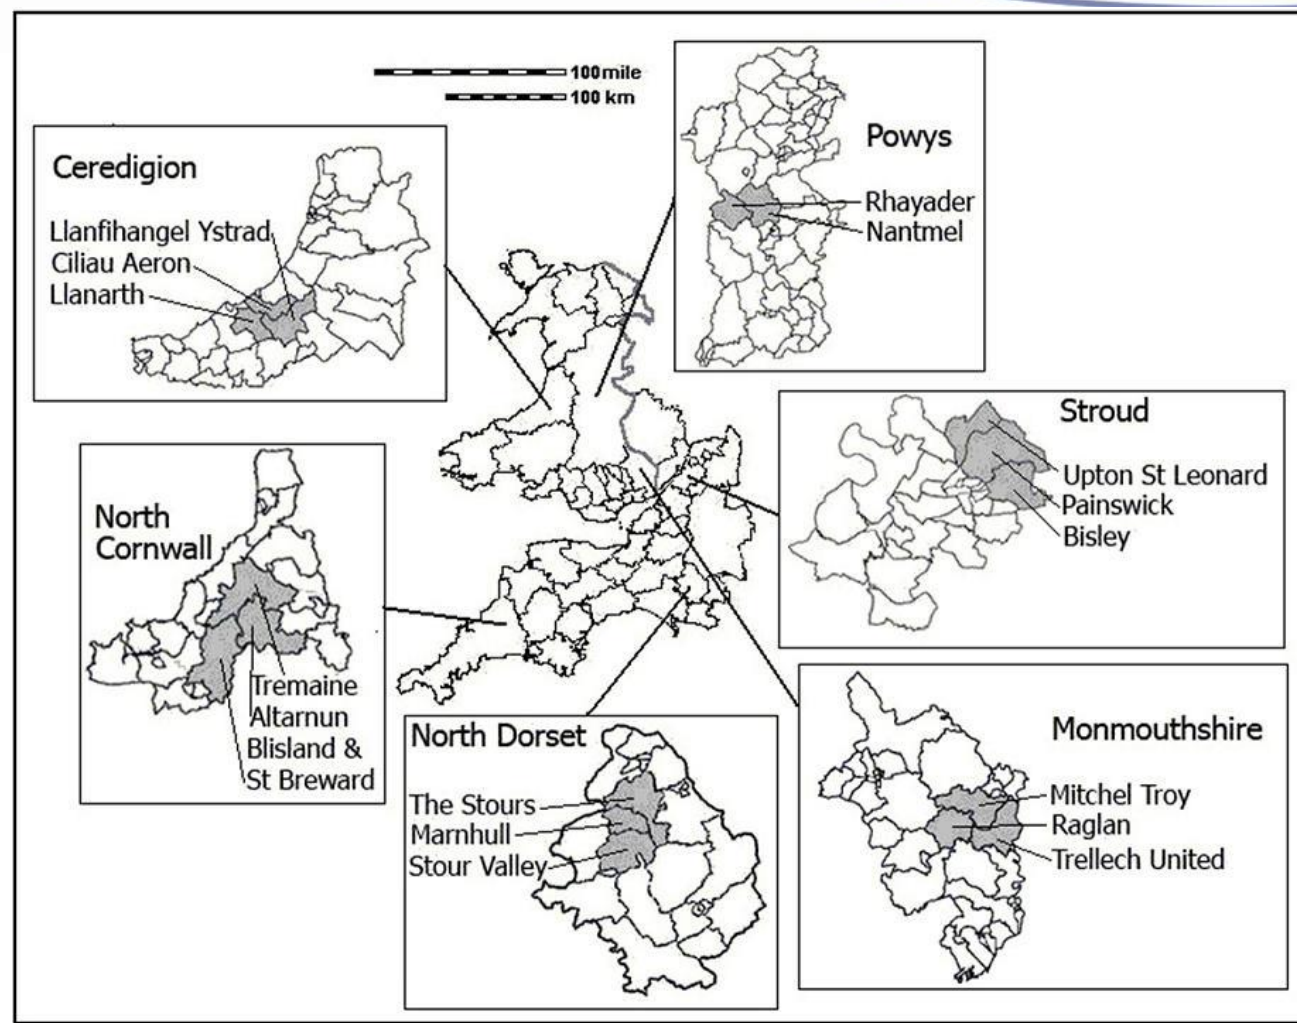 100mile
100 km
Ceredigion
Llanfihangel Ystrad
Ciliau Aeron
Llanarth
Powys
Rhayader
Nantmel
Stroud
Upton St Leonard
Painswick
Bisley
North
Cornwall
Tremaine
Altarnun
Blisland &
St Breward
North Dorset
The Stours
Marnhull
Stour Valley
Monmouthshire
Mitchel Troy
Raglan
Trellech United